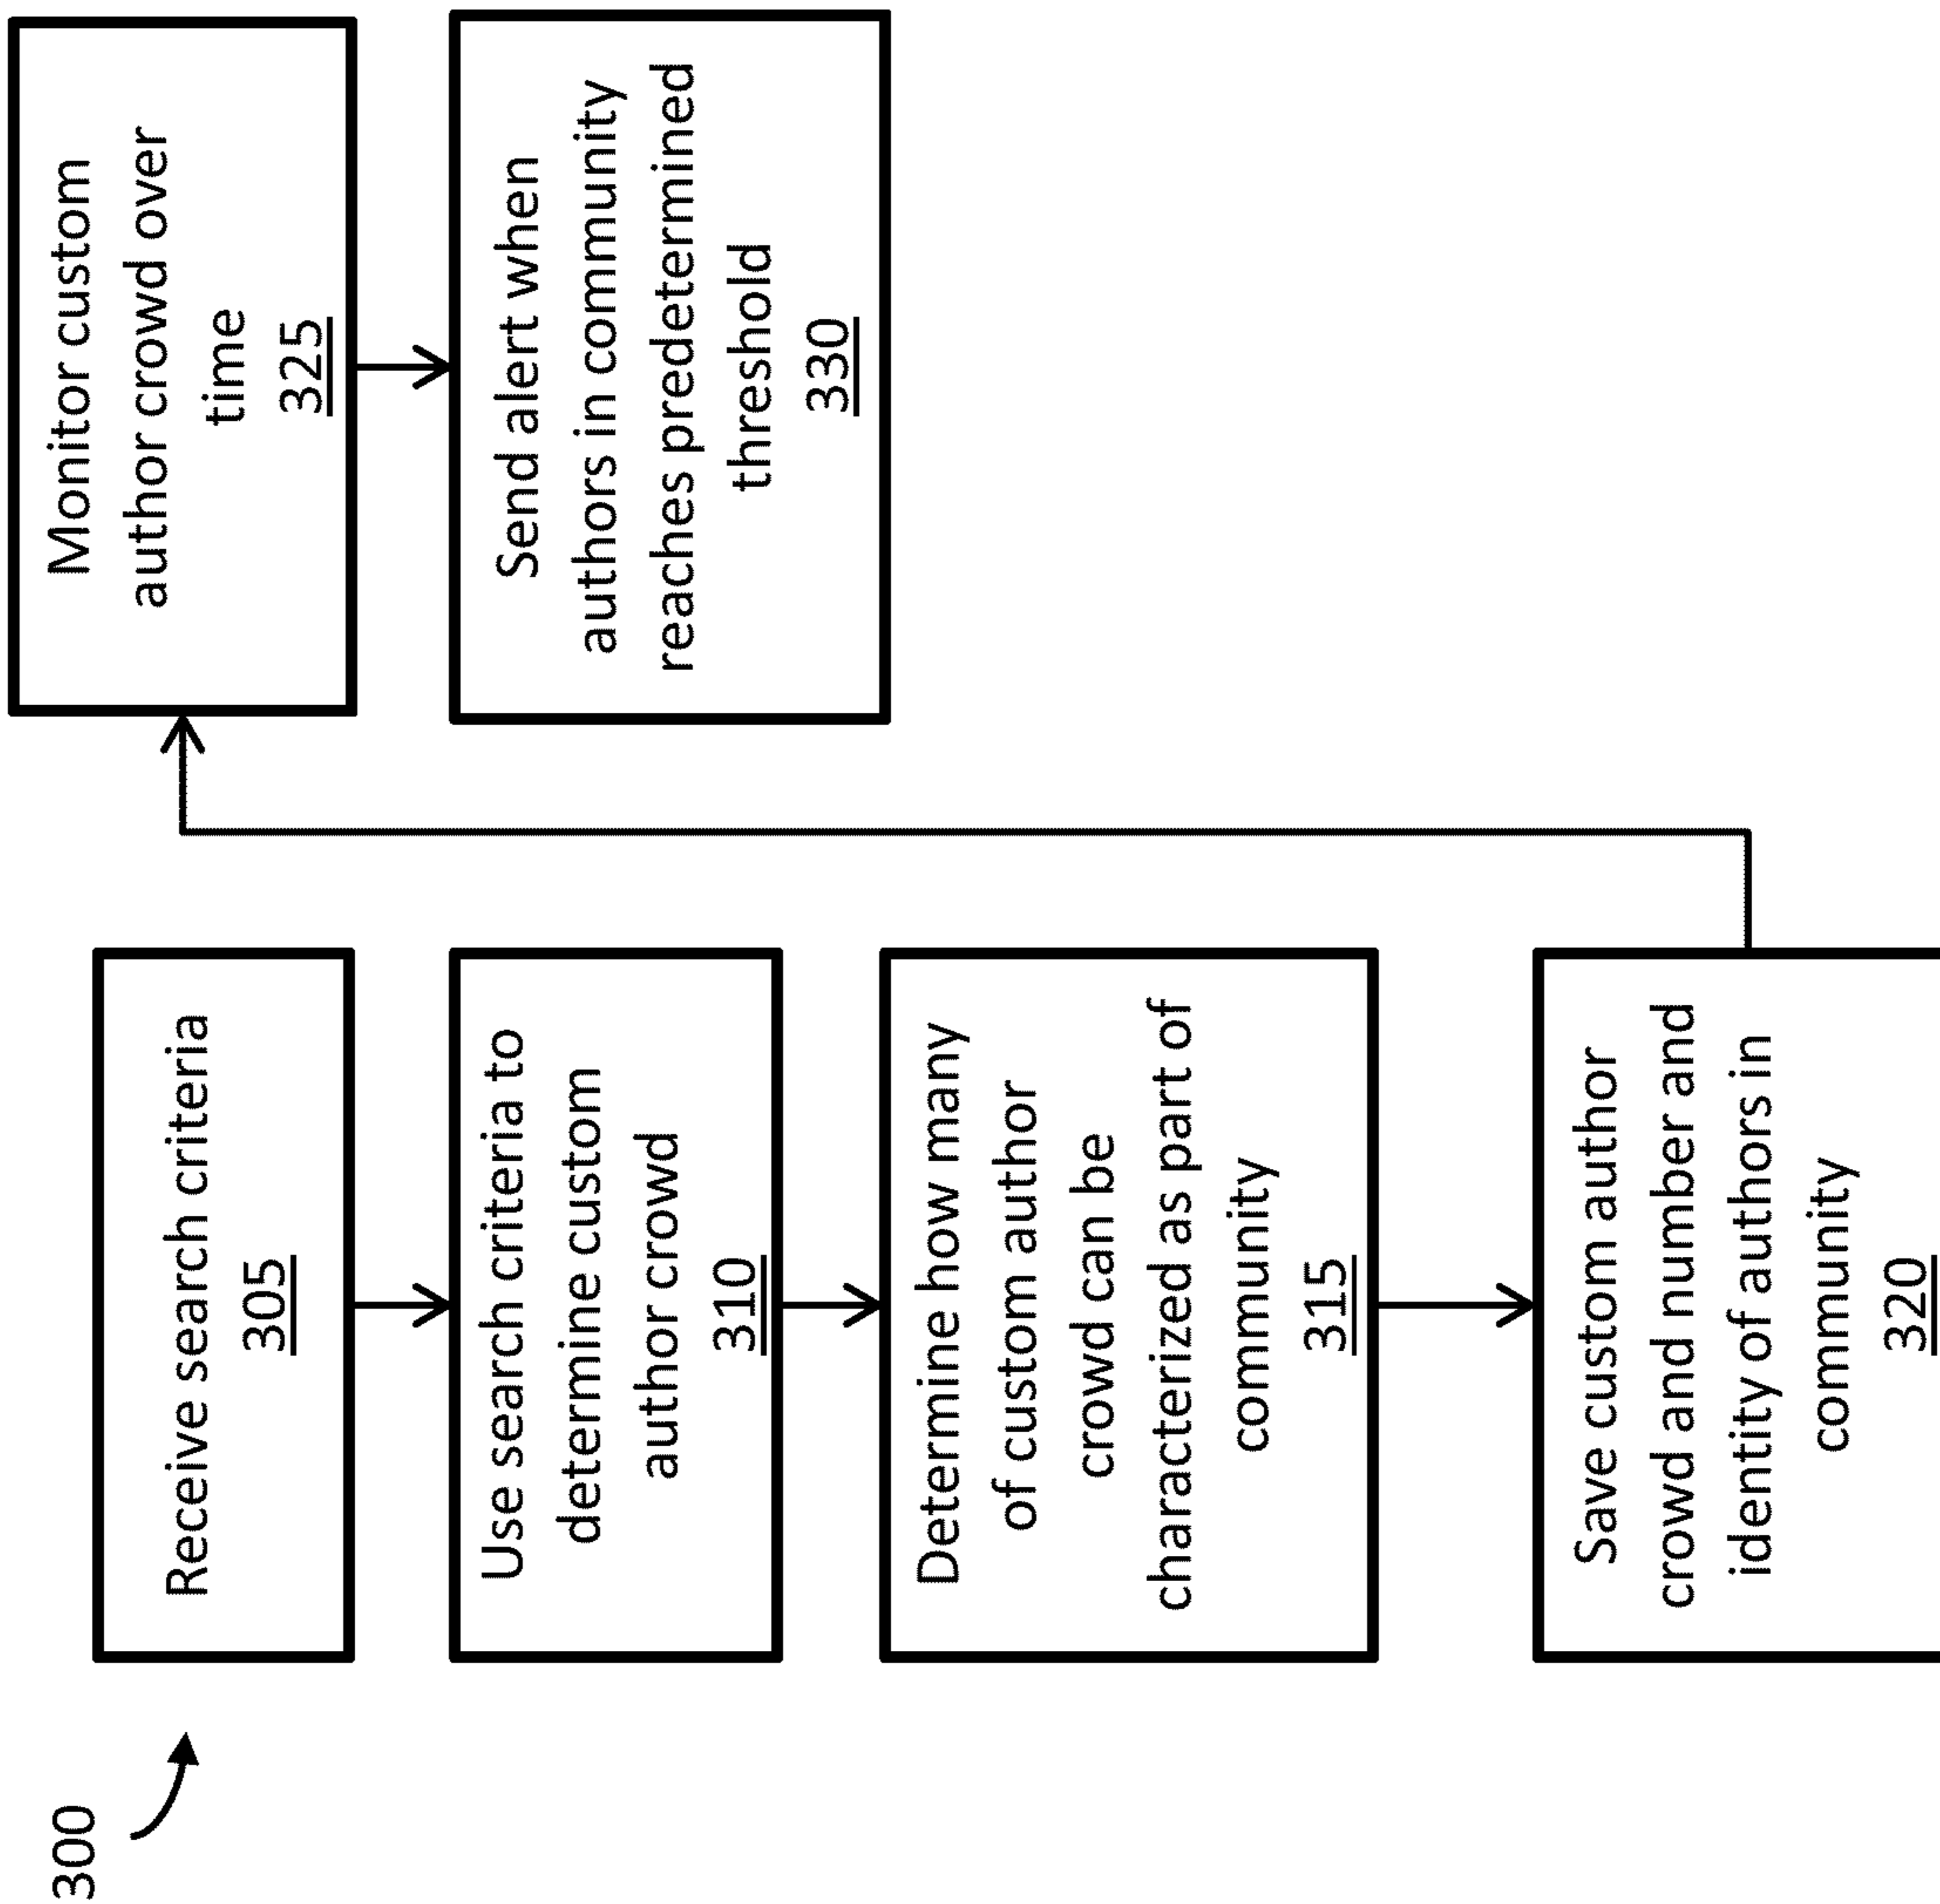 300
Receive search criteria
305
Use search criteria to
determine custom
author crowd
310
Determine how many
of custom author
crowd can be
characterized as part of
community
315
Save custom author
crowd and number and
identity of authors in
community
320
Monitor custom
author crowd over
time
325
Send alert when
authors in community
reaches predetermined
threshold
330